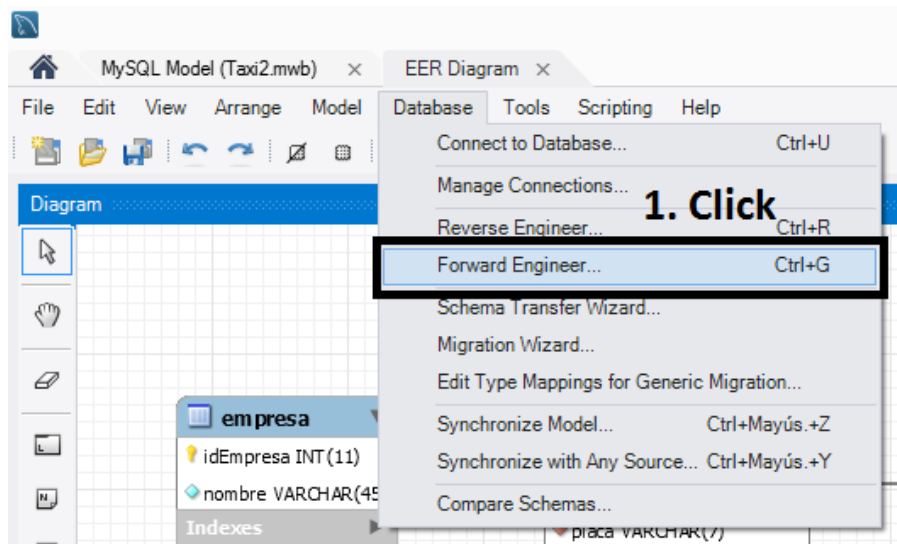 MySQL Model (Taxi2.mwb) ×
EER Diagram ×
File Edit View Arrange Model Database Tools Scripting Help
Connect to Database... Ctrl+U
Manage Connections...
1. Click
Diagram
Reverse Engineer... Ctrl+R
Forward Engineer... Ctrl+G
Schema Transfer Wizard...
Migration Wizard...
Edit Type Mappings for Generic Migration...
Synchronize Model... Ctrl+Mayús.+Z
Synchronize with Any Source... Ctrl+Mayús.+Y
Compare Schemas...
empresa
idEmpresa INT(11)
nombre VARCHAR(45
Indexes
placa VARCHAR(7)